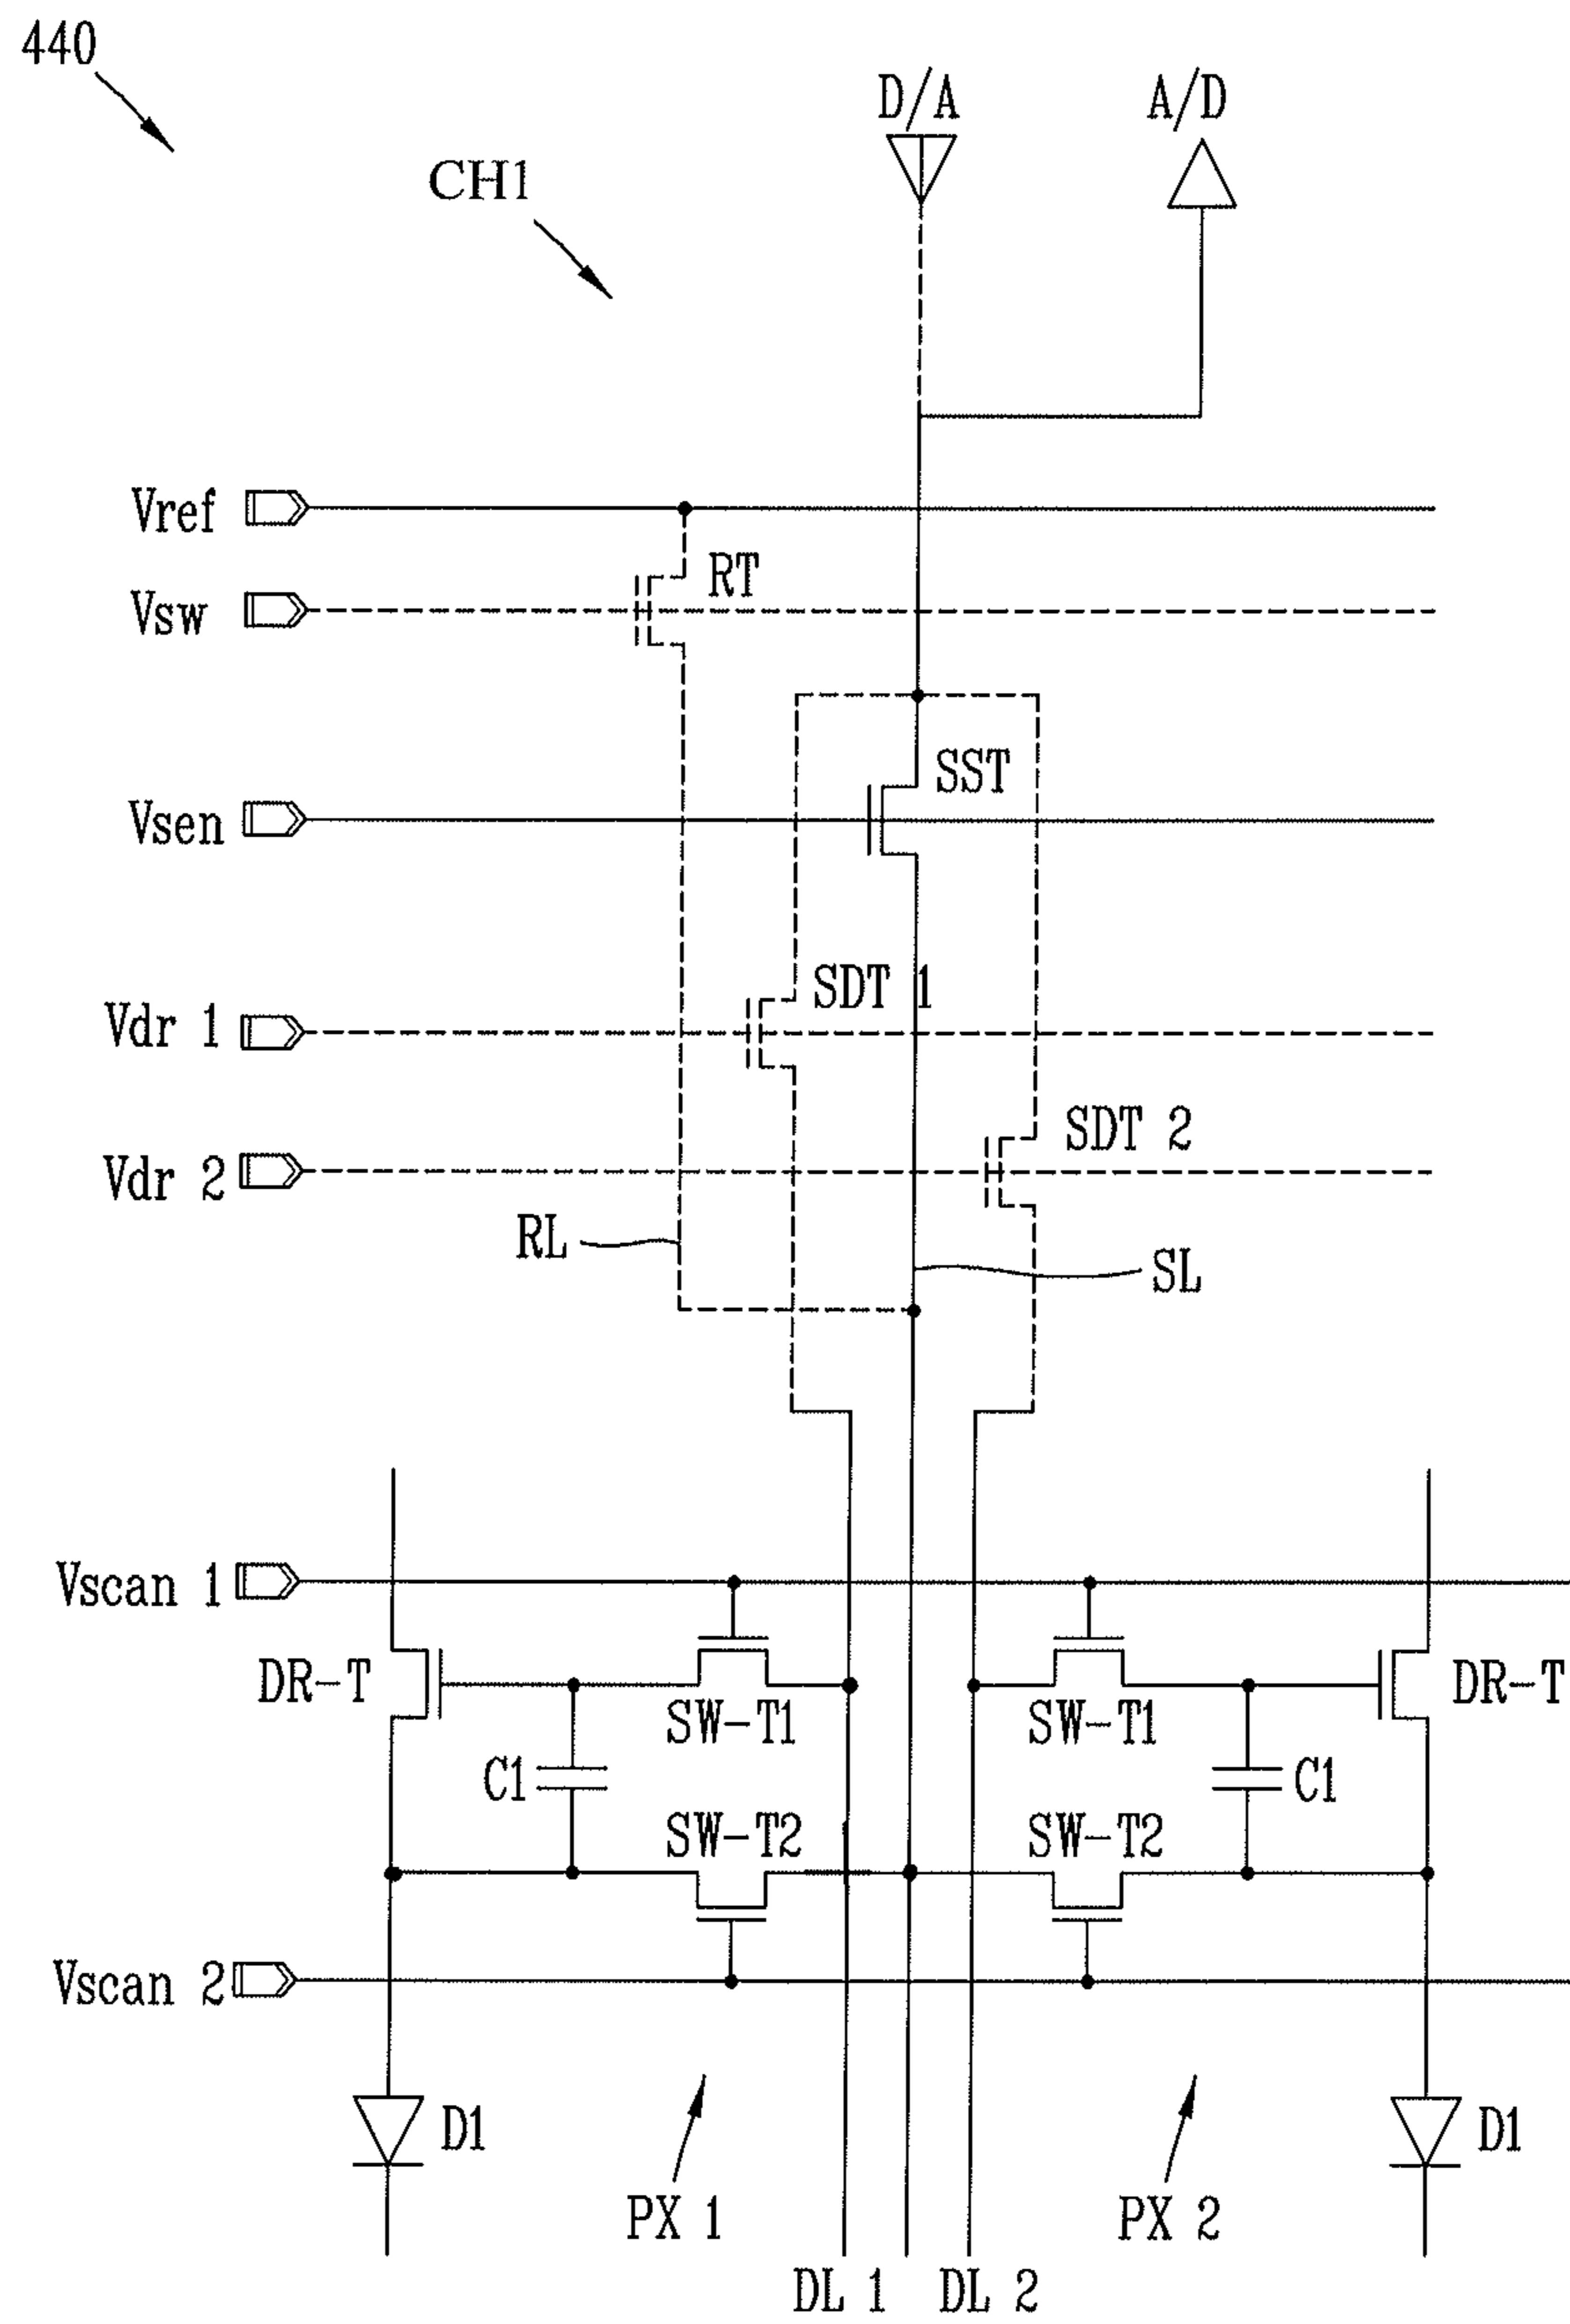 440
D/A
A/D
CH1
Vref
RT
Vsw
SST
Vsen
SDT 1
Vdr 1
SDT 2
Vdr 2
RL
SL
Vscan 1
DR-T
SW-T1
SW-T1
DR-T
C1
C1
SW-T2
SW-T2
Vscan 2
D1
D1
PX 1
PX 2
DL 1
DL 2